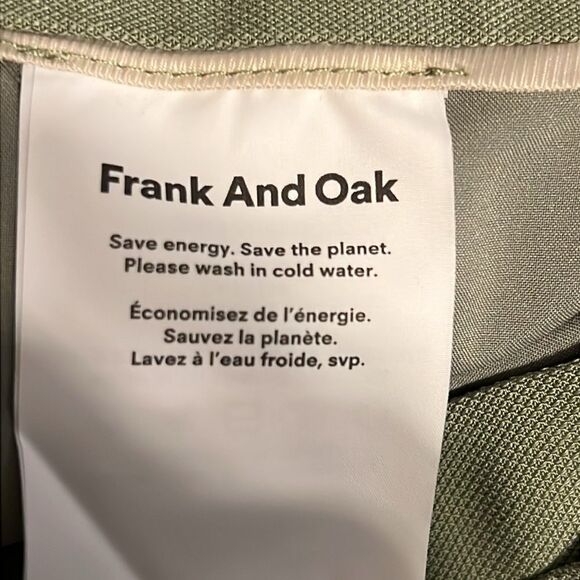 Frank And Oak
Save energy. Save the planet.
Please wash in cold water.
Économisez de l'énergie.
Sauvez la planète.
Lavez à l'eau froide, svp.